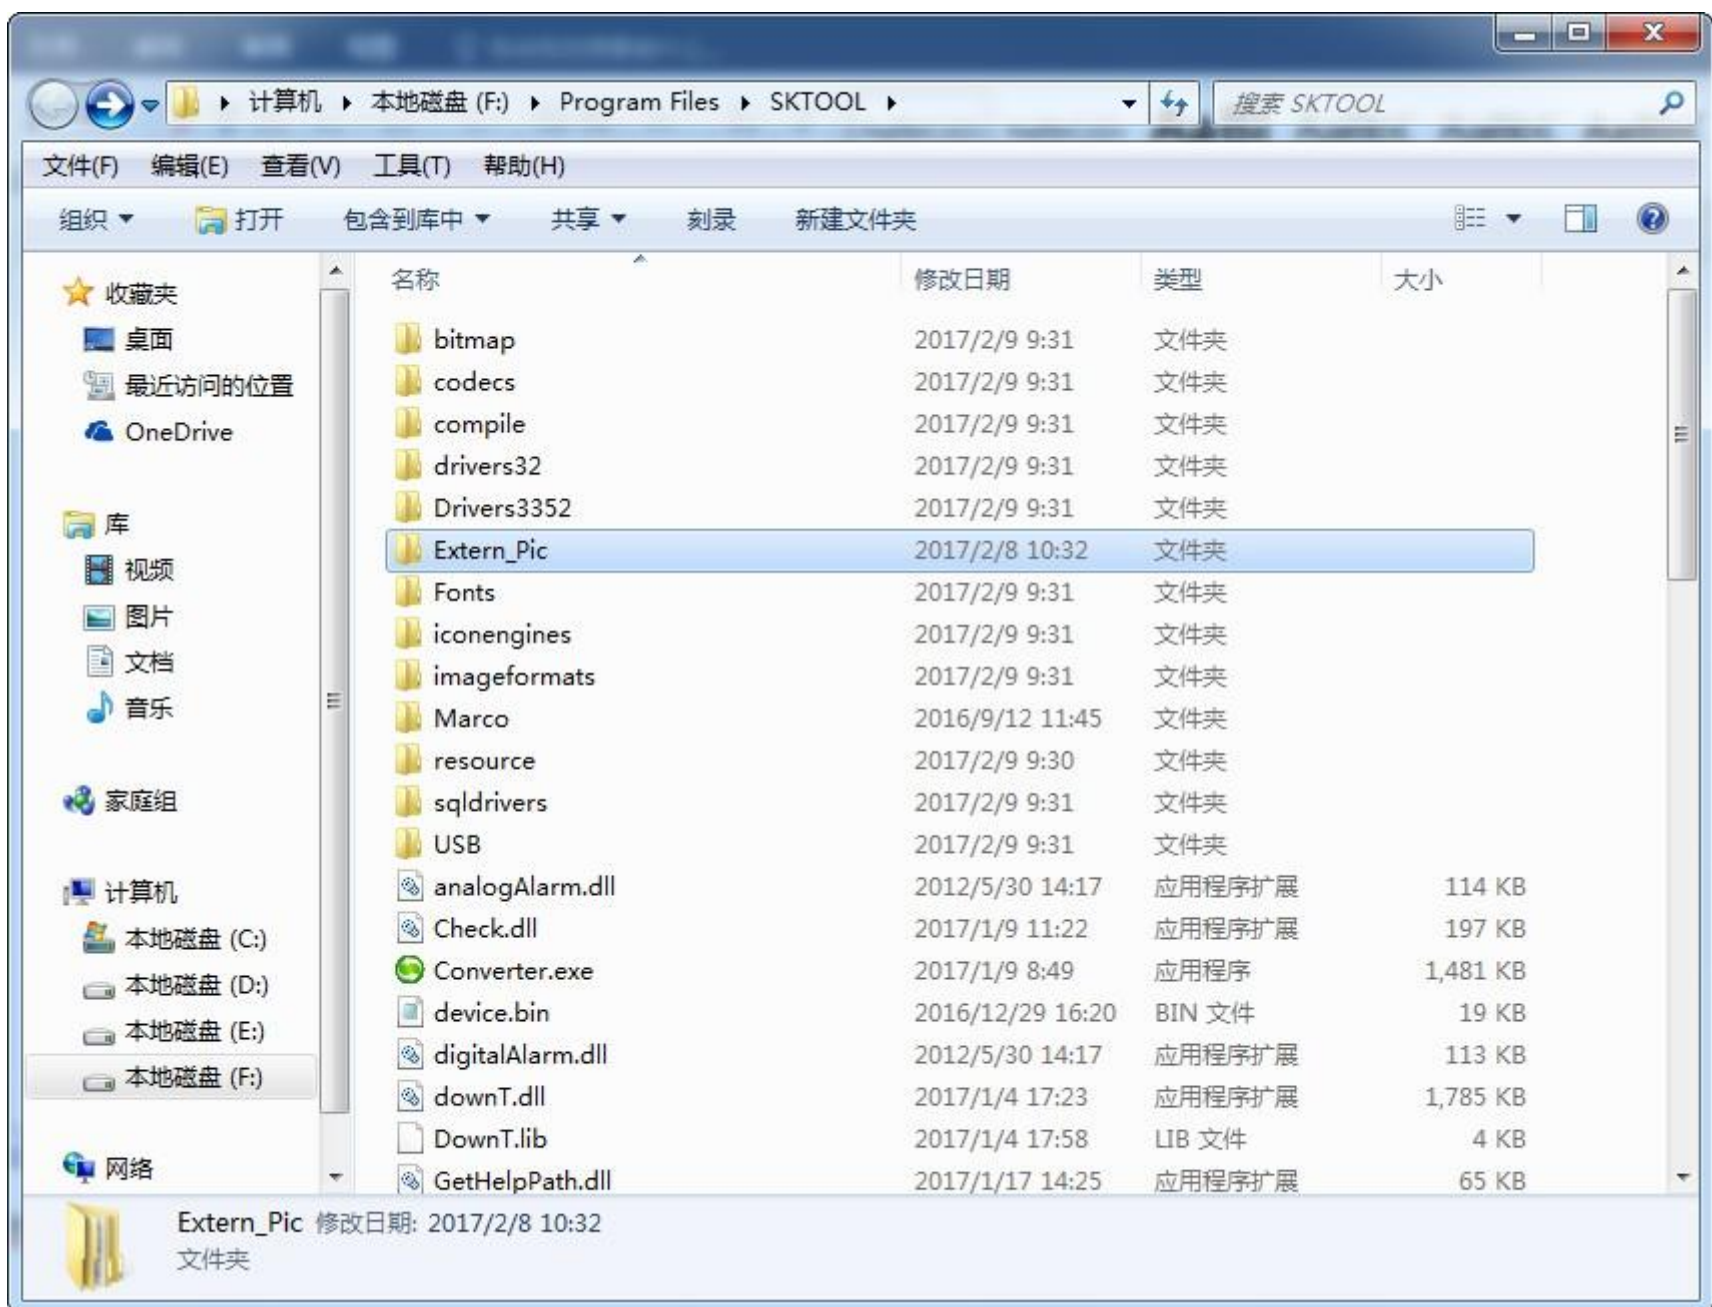 计算机 本地磁盘 (F:) Program Files SKTOOL 搜索 SKTOOL
文件(F) 编辑(E) 查看(V) 工具(T) 帮助(H)
组织 打开 包含到库中 共享 刻录 新建文件夹
收藏夹
桌面
最近访问的位置
OneDrive
库
视频
图片
文档
音乐
家庭组
计算机
本地磁盘 (C:)
本地磁盘 (D:)
本地磁盘 (E:)
本地磁盘 (F:)
网络
名称 修改日期 类型 大小
bitmap 2017/2/9 9:31 文件夹
codecs 2017/2/9 9:31 文件夹
compile 2017/2/9 9:31 文件夹
drivers32 2017/2/9 9:31 文件夹
Drivers3352 2017/2/9 9:31 文件夹
Extern_Pic 2017/2/8 10:32 文件夹
Fonts 2017/2/9 9:31 文件夹
iconengines 2017/2/9 9:31 文件夹
imageformats 2017/2/9 9:31 文件夹
Marco 2016/9/12 11:45 文件夹
resource 2017/2/9 9:30 文件夹
sqldrivers 2017/2/9 9:31 文件夹
USB 2017/2/9 9:31 文件夹
analogAlarm.dll 2012/5/30 14:17 应用程序扩展 114 KB
Check.dll 2017/1/9 11:22 应用程序扩展 197 KB
Converter.exe 2017/1/9 8:49 应用程序 1,481 KB
device.bin 2016/12/29 16:20 BIN 文件 19 KB
digitalAlarm.dll 2012/5/30 14:17 应用程序扩展 113 KB
downT.dll 2017/1/4 17:23 应用程序扩展 1,785 KB
DownT.lib 2017/1/4 17:58 LIB 文件 4 KB
GetHelpPath.dll 2017/1/17 14:25 应用程序扩展 65 KB
Extern_Pic 修改日期: 2017/2/8 10:32
文件夹